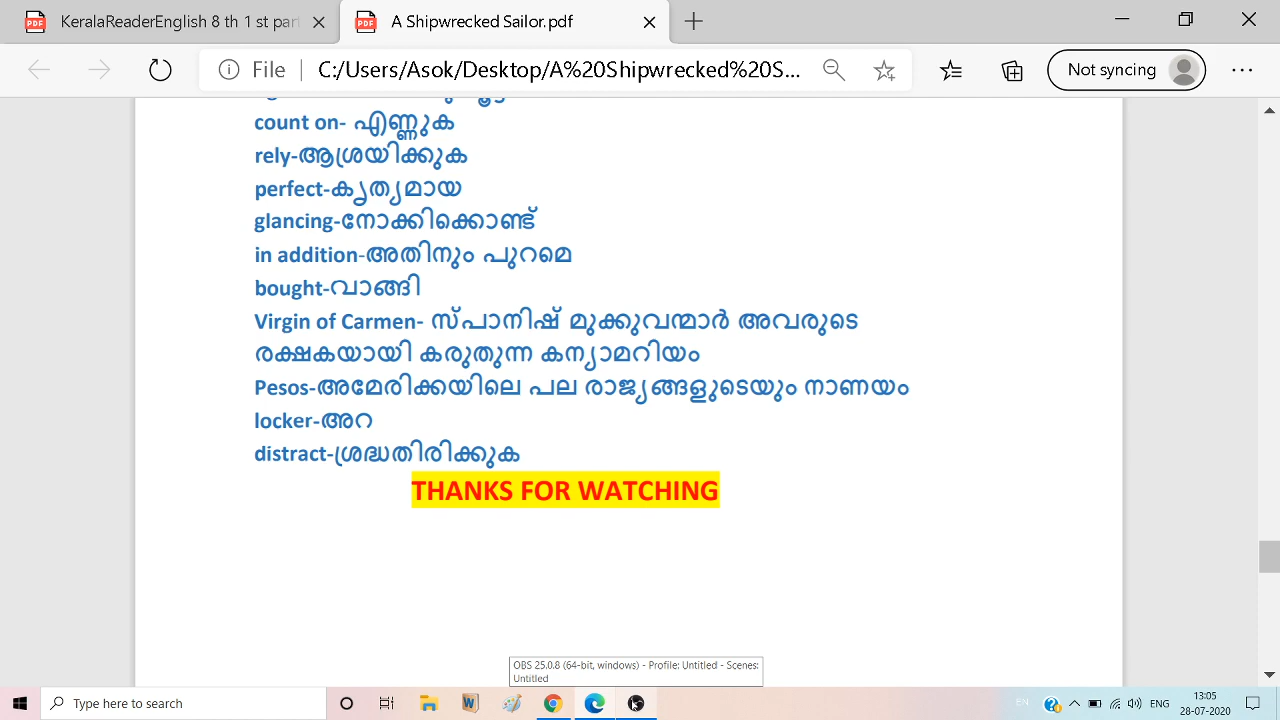 KeralaReaderEnglish 8 th 1 st par
A Shipwrecked Sailor.pdf
File
C:/Users/Asok/Desktop/A%20Shipwrecked%20S...
Not syncing
count on- എണ്ണുക
rely-ആശ്രയിക്കുക
perfect-കൃത്യമായ
glancing-നോക്കിക്കൊണ്ട്
in addition-അതിനും പുറമെ
bought-വാങ്ങി
Virgin of Carmen- സ്പാനിഷ് മുക്കുവന്മാർ അവരുടെ
രക്ഷകയായി കരുതുന്ന കന്യാമറിയം
Pesos-അമേരിക്കയിലെ പല രാജ്യങ്ങളുടെയും നാണയം
locker-അറ
distract-ശ്രദ്ധതിരിക്കുക
THANKS FOR WATCHING
OBS 25.0.8 (64-bit, windows) - Profile: Untitled - Scenes:
Untitled
Type here to search
EN
ENG
13:05
28-07-2020